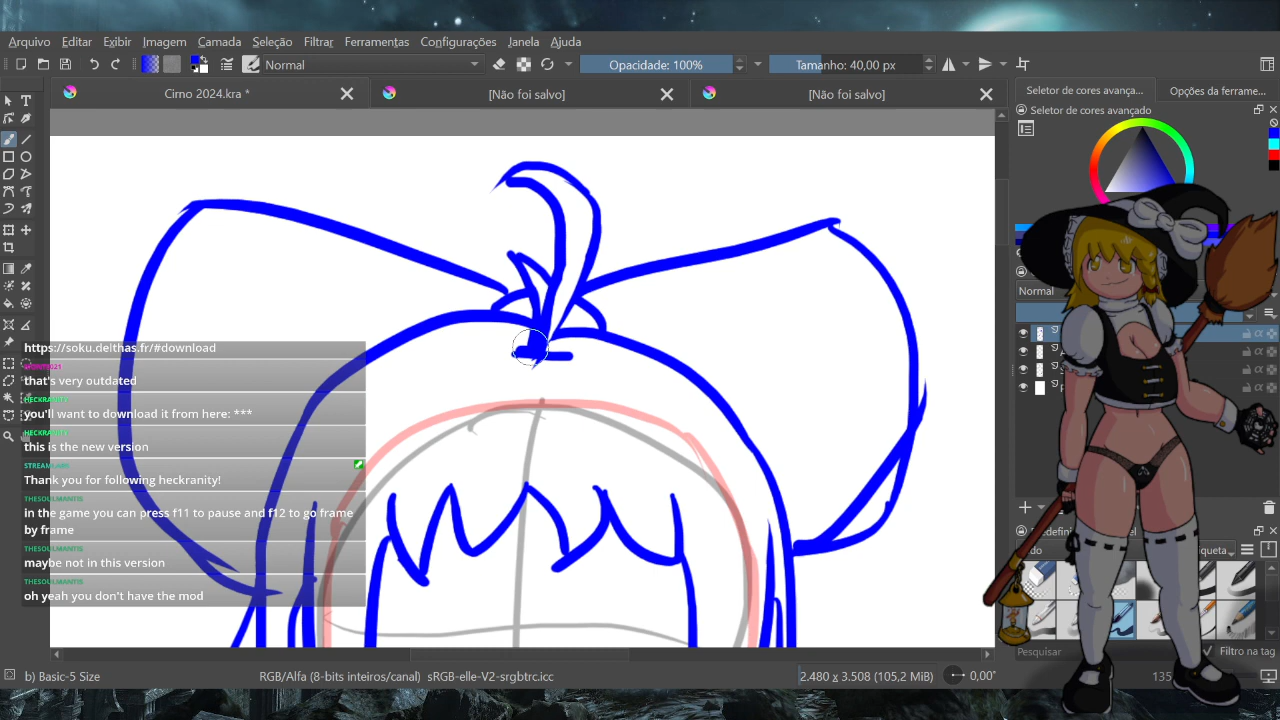 Arquivo Editar Exibir Imagem Camada Seleção Filtrar Ferramentas Configurações Janela Ajuda
Normal Opacidade: 100% Tamanho: 40,00 px
Cirno 2024.kra * [Não foi salvo] [Não foi salvo]
Seletor de cores avança... Opções da ferrame...
Seletor de cores avançado
Normal
https://soku.delthas.fr/#download
that's very outdated
you'll want to download it from here: ***
this is the new version
Thank you for following heckranity!
THESOULMANTIS
in the game you can press f11 to pause and f12 to go frame
by frame
THESOULMANTIS
maybe not in this version
THESOULMANTIS
oh yeah you don't have the mod
Pesquisar Filtro na tag
b) Basic-5 Size RGB/Alfa (8-bits inteiros/canal) sRGB-elle-V2-srgbtrc.icc 2.480 x 3.508 (105,2 MiB) 0,00°